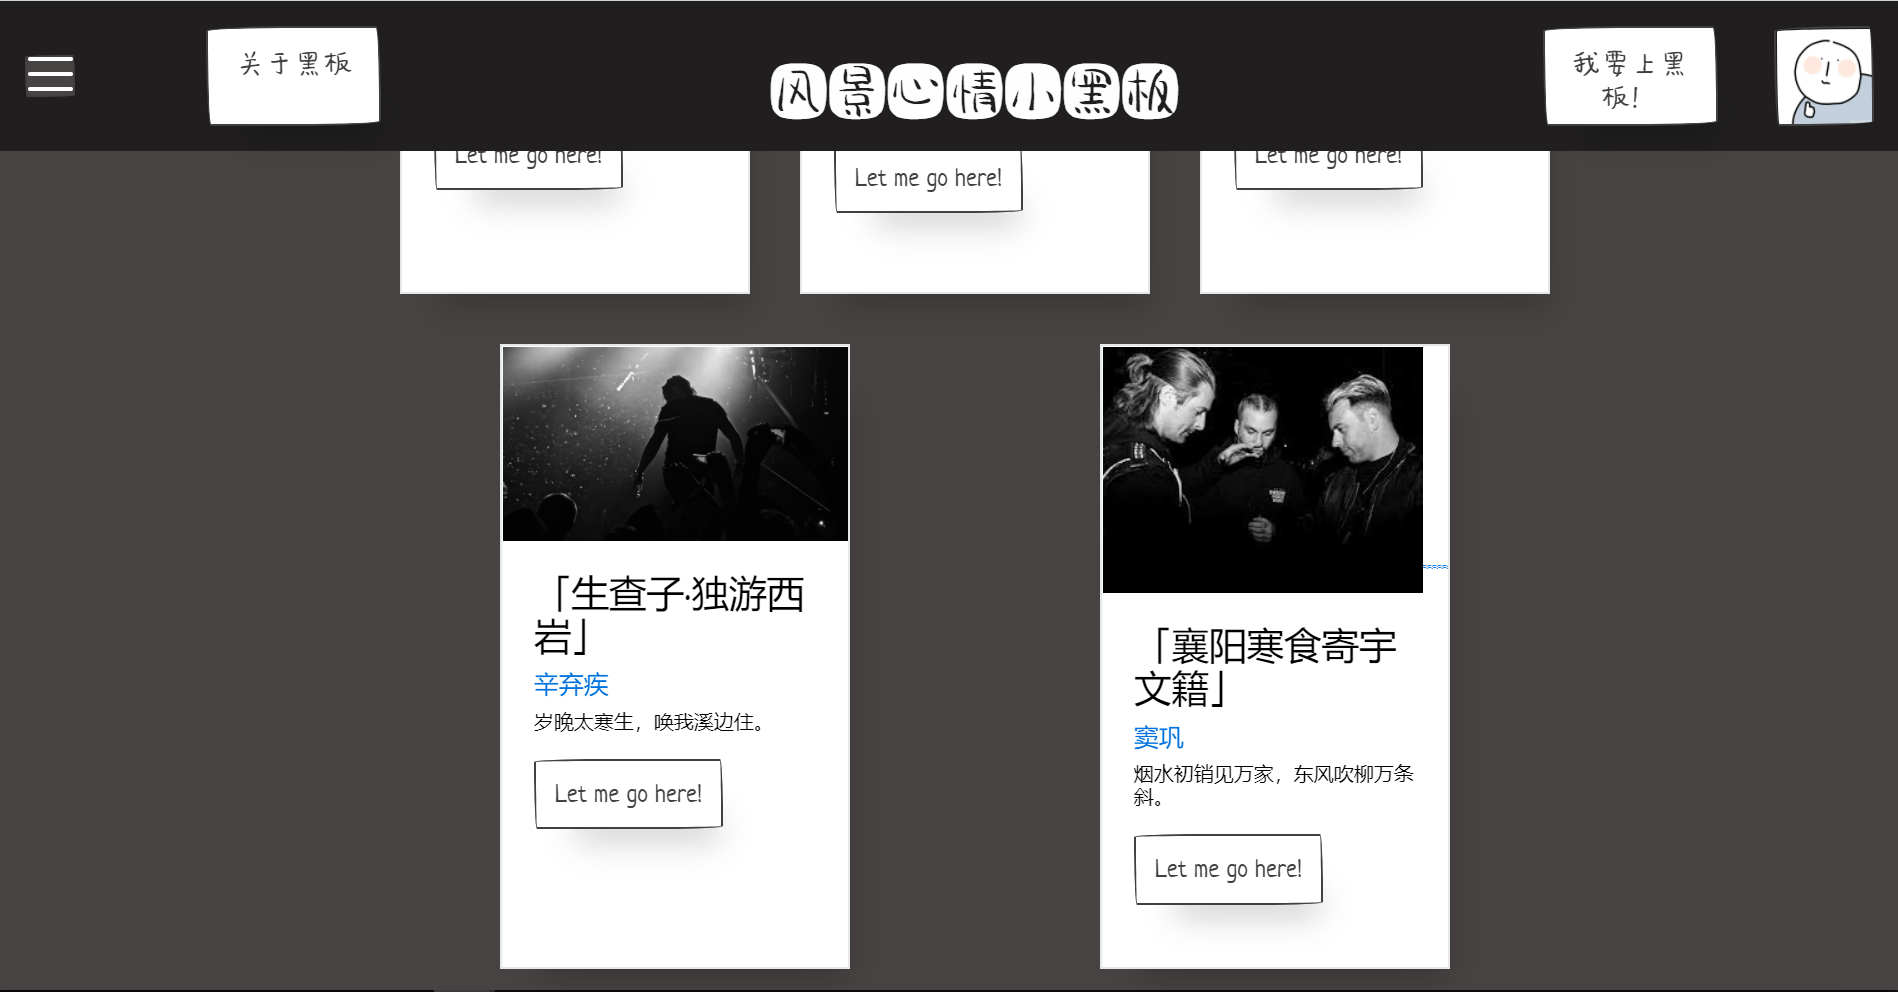 关于黑板
风景心情小黑板
我要上黑
板！
Let me go here!
Let me go here!
Let me go here!
「生查子·独游西
岩」
辛弃疾
岁晚太寒生，唤我溪边住。
Let me go here!
「襄阳寒食寄宇
文籍」
窦巩
烟水初销见万家，东风吹柳万条
斜。
Let me go here!